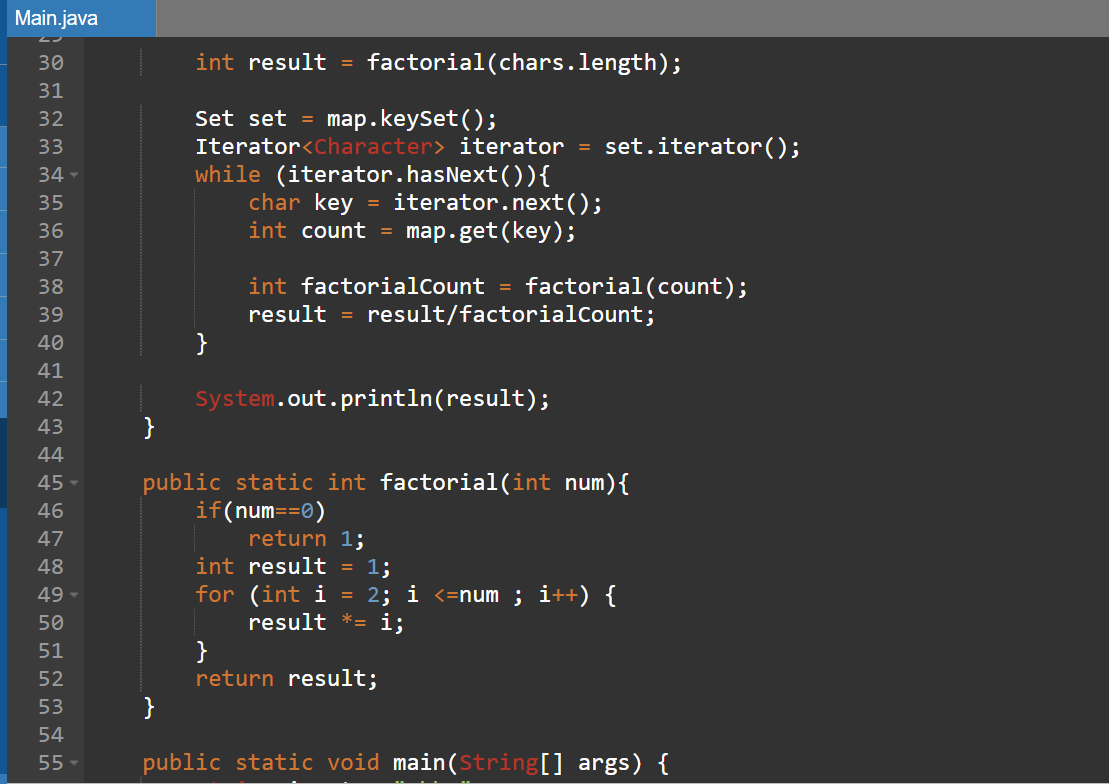 Main.java
30 int result = factorial(chars.length);
31
32 Set set = map.keySet();
33 Iterator<Character> iterator = set.iterator();
34 while (iterator.hasNext()){
35 char key = iterator.next();
36 int count = map.get(key);
37
38 int factorialCount = factorial(count);
39 result = result/factorialCount;
40 }
41
42 System.out.println(result);
43 }
44
45 public static int factorial(int num){
46 if(num==0)
47 return 1;
48 int result = 1;
49 for (int i = 2; i <=num ; i++) {
50 result *= i;
51 }
52 return result;
53 }
54
55 public static void main(String[] args) {